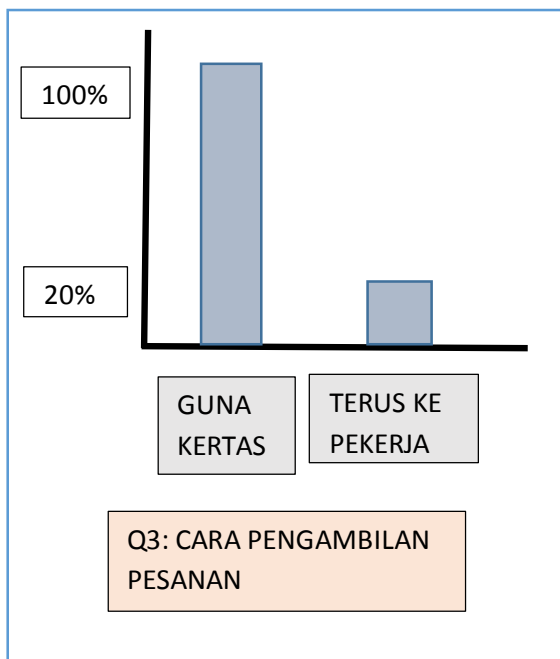 100%
20%
GUNA
KERTAS
TERUS KE
PEKERJA
Q3: CARA PENGAMBILAN
PESANAN